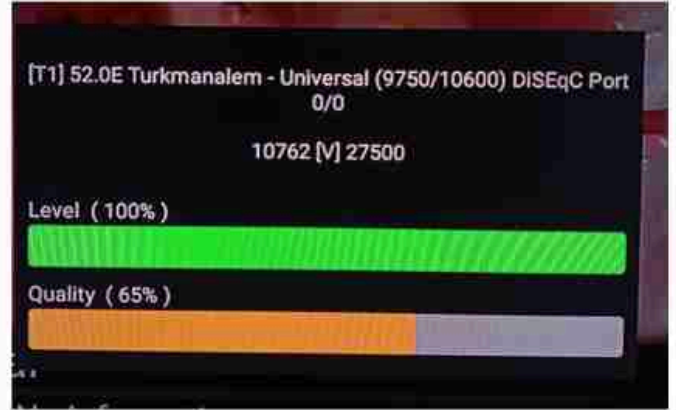 [T1] 52.0E Turkmanalem - Universal (9750/10600) DiSEqC Port
0/0
10762 [V] 27500
Level ( 100% )
Quality ( 65% )